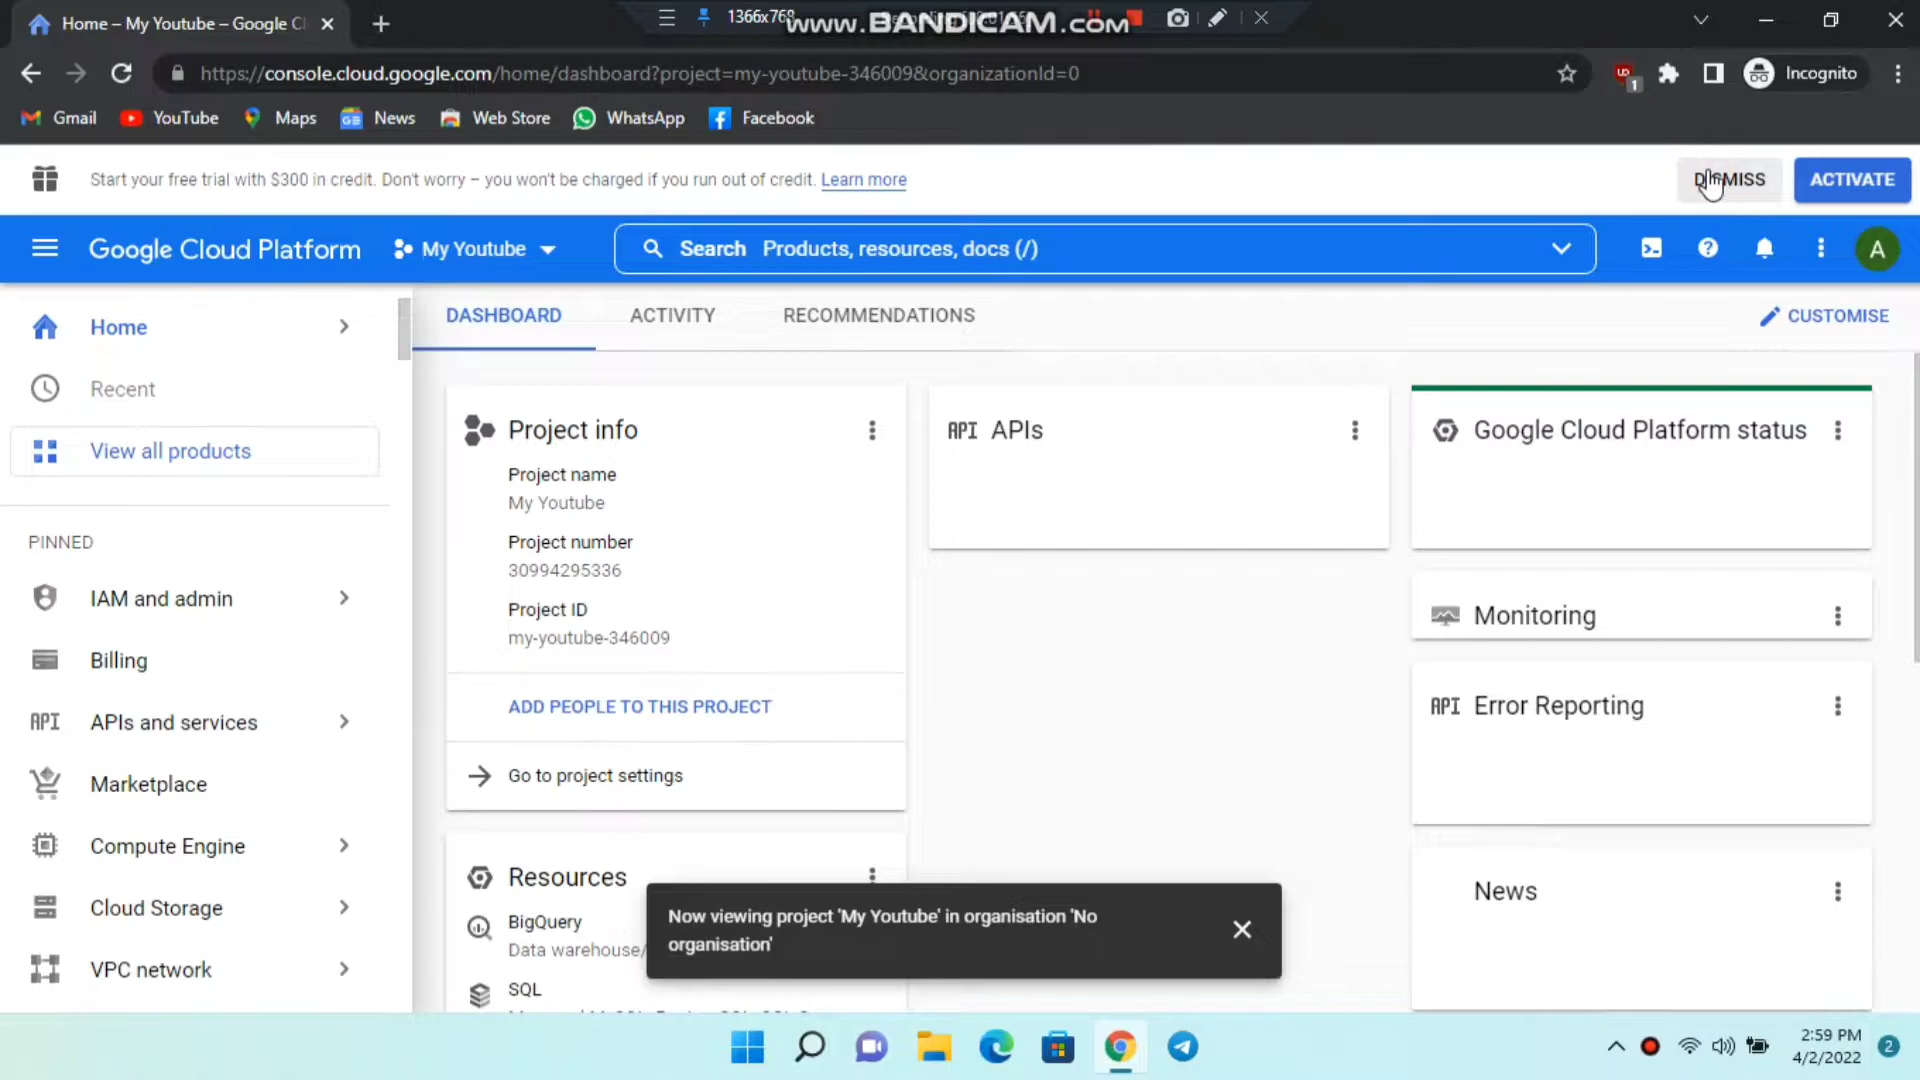 Home – My Youtube – Google Cl
1366x768
www.BANDICAM.com
https://console.cloud.google.com/home/dashboard?project=my-youtube-346009&organizationId=0
1
Incognito
Gmail
YouTube
Maps
News
Web Store
WhatsApp
Facebook
Start your free trial with $300 in credit. Don't worry – you won't be charged if you run out of credit. Learn more
DISMISS
ACTIVATE
Google Cloud Platform
My Youtube
Search Products, resources, docs (/)
A
Home
Recent
View all products
PINNED
IAM and admin
Billing
API APIs and services
Marketplace
Compute Engine
Cloud Storage
VPC network
DASHBOARD
ACTIVITY
RECOMMENDATIONS
CUSTOMISE
Project info
Project name
My Youtube
Project number
30994295336
Project ID
my-youtube-346009
ADD PEOPLE TO THIS PROJECT
Go to project settings
Resources
BigQuery
Data warehouse/
SQL
API APIs
Google Cloud Platform status
Monitoring
API Error Reporting
News
Now viewing project 'My Youtube' in organisation 'No
organisation'
2:59 PM
4/2/2022
2